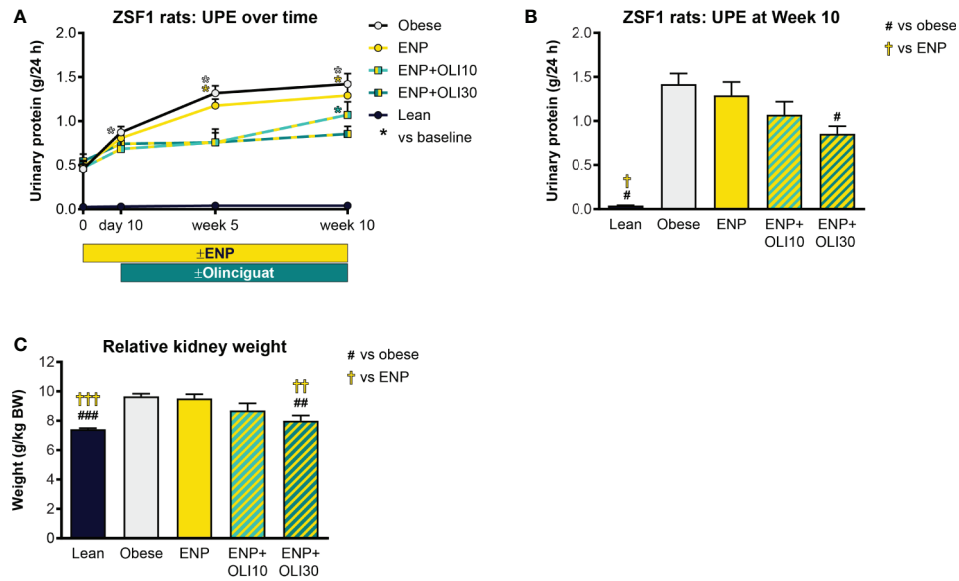 A
ZSF1 rats: UPE over time
Urinary protein (g/24 h)
2.0
1.5
1.0
0.5
0.0
*
*
*
*
*
*
0
day 10
week 5
week 10
Obese
ENP
ENP+OLI10
ENP+OLI30
Lean
* vs baseline
±ENP
±Olinciguat
B
ZSF1 rats: UPE at Week 10
# vs obese
† vs ENP
Urinary protein (g/24 h)
2.0
1.5
1.0
0.5
0.0
†
#
#
Lean
Obese
ENP
ENP+
OLI10
ENP+
OLI30
C
Relative kidney weight
# vs obese
† vs ENP
Weight (g/kg BW)
12
10
8
6
4
2
0
†††
###
††
##
Lean
Obese
ENP
ENP+
OLI10
ENP+
OLI30